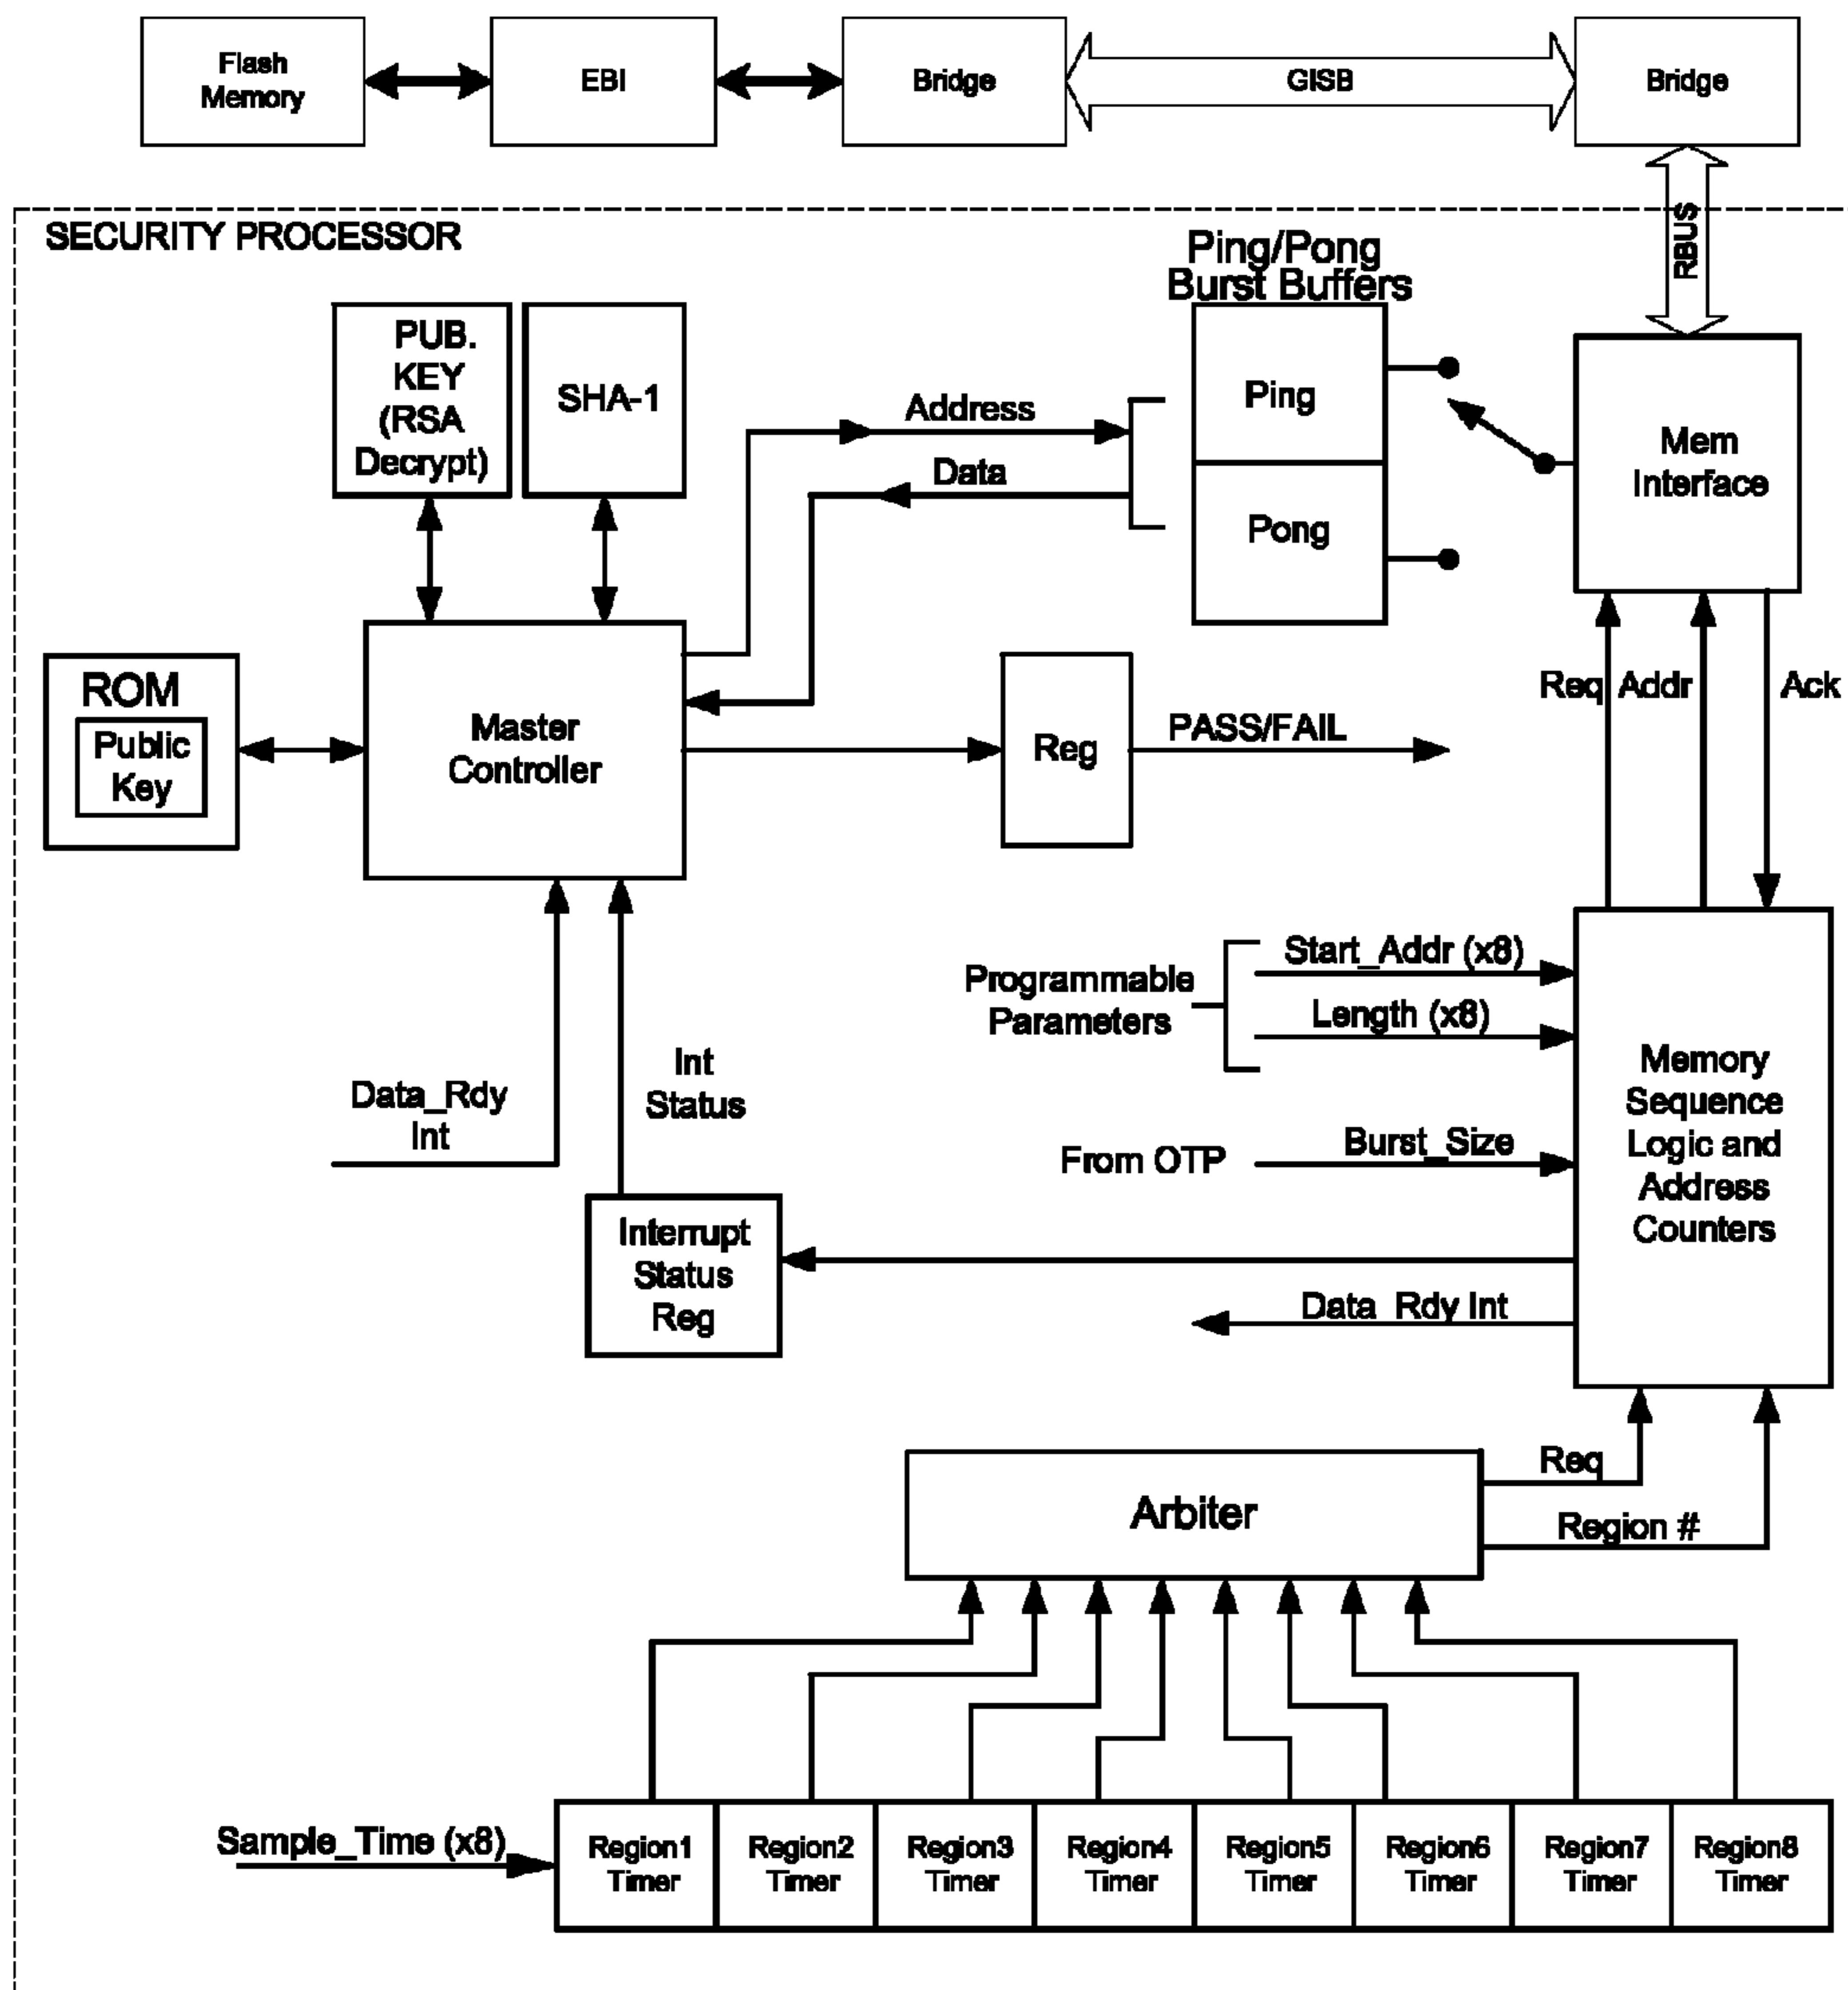 Flash
Memory
EBI
Bridge
GISB
Bridge
RBUS
SECURITY PROCESSOR
Ping/Pong
Burst Buffers
PUB.
KEY
(RSA
Decrypt)
SHA-1
Address
Data
Ping
Pong
Mem
Interface
ROM
Public
Key
Master
Controller
Reg
PASS/FAIL
Req
Addr
Ack
Programmable
Parameters
Start_Addr (x8)
Length (x8)
From OTP
Burst_Size
Memory
Sequence
Logic and
Address
Counters
Data_Rdy
Int
Int
Status
Interrupt
Status
Reg
Data_Rdy Int
Arbiter
Req
Region #
Sample_Time (x8)
Region1
Timer
Region2
Timer
Region3
Timer
Region4
Timer
Region5
Timer
Region6
Timer
Region7
Timer
Region8
Timer